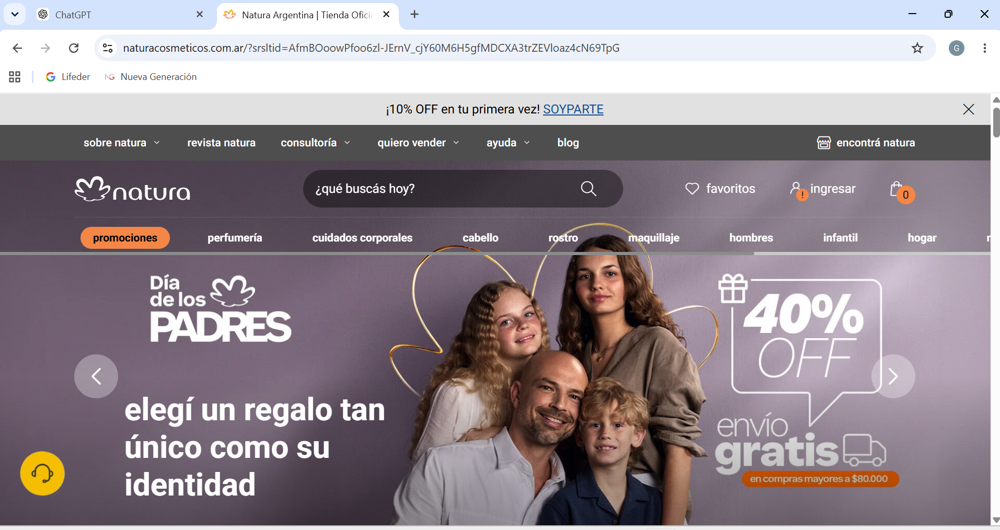 ChatGPT
Natura Argentina | Tienda Ofici
naturacosmeticos.com.ar/?srsltid=AfmBOoowPfoo6zl-JErnV_cjY60M6H5gfMDCXA3trZEVloaz4cN69TpG
G
Lifeder
NG Nueva Generación
¡10% OFF en tu primera vez! SOYPARTE
sobre natura
revista natura
consultoría
quiero vender
ayuda
blog
encontrá natura
natura
¿qué buscás hoy?
favoritos
! ingresar
0
promociones
perfumería
cuidados corporales
cabello
rostro
maquillaje
hombres
infantil
hogar
Día
de los
PADRES
elegí un regalo tan
único como su
identidad
40%
OFF
envío
gratis
en compras mayores a $80.000